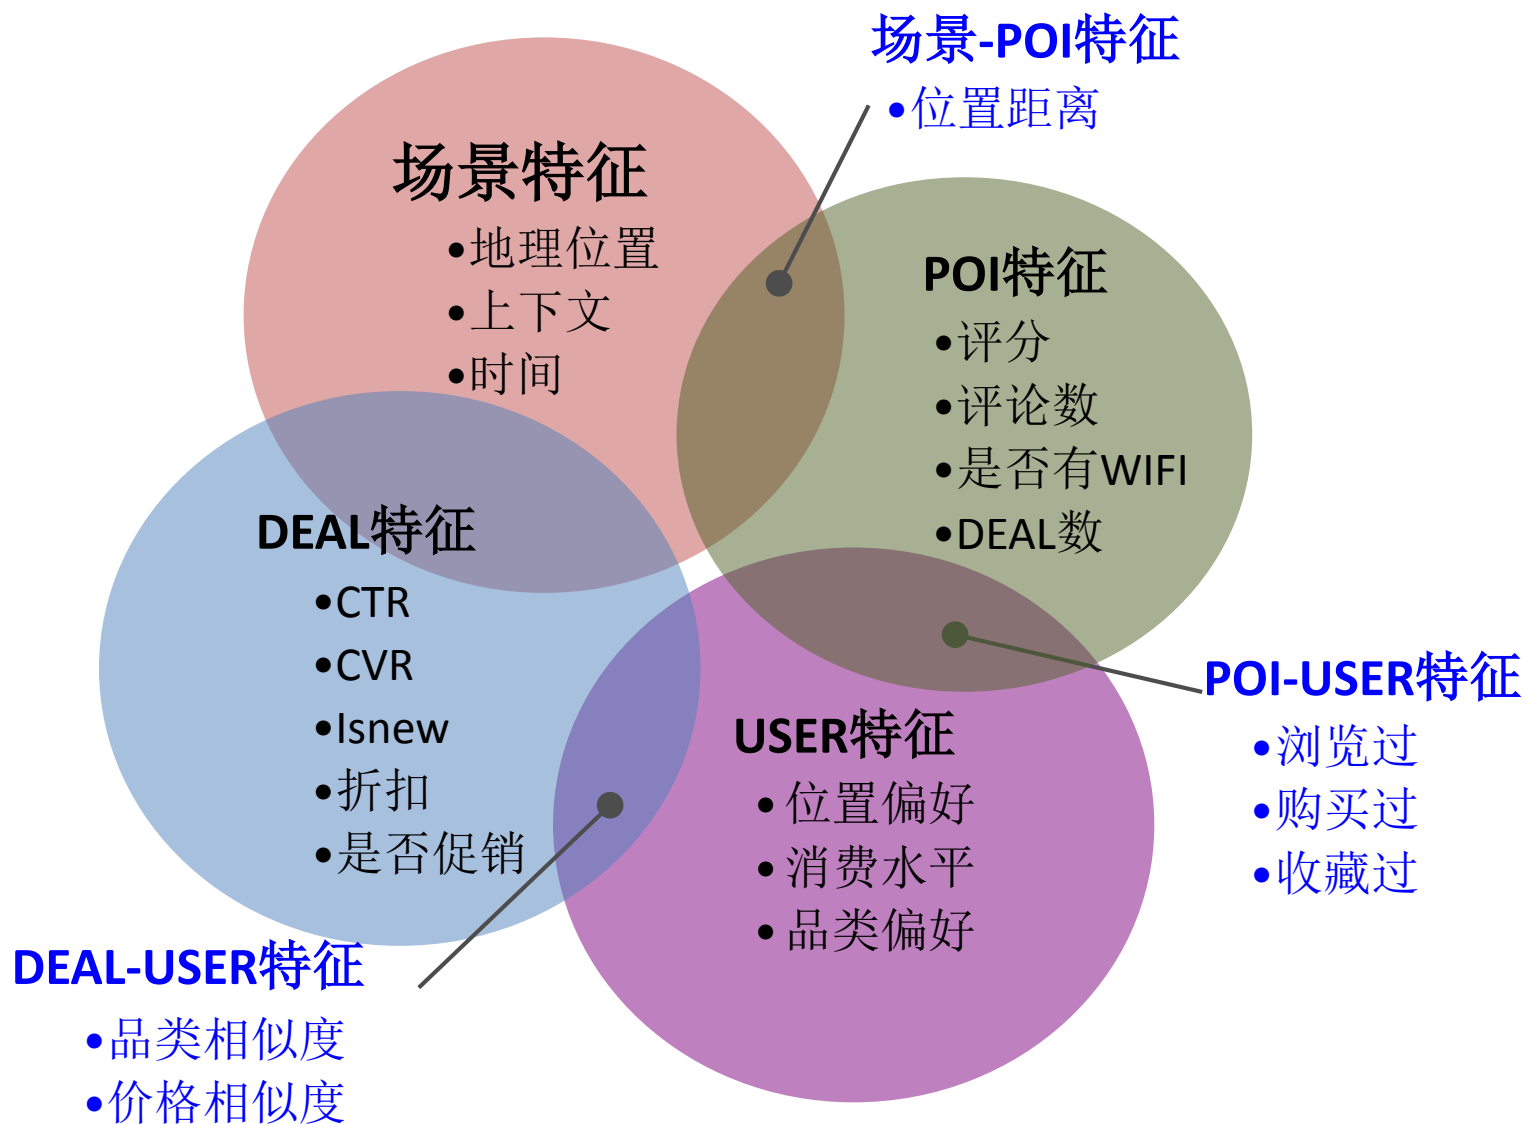 场景-POI特征
•位置距离
场景特征
•地理位置
•上下文
•时间
POI特征
•评分
•评论数
•是否有WIFI
•DEAL数
DEAL特征
•CTR
•CVR
•Isnew
•折扣
•是否促销
USER特征
•位置偏好
•消费水平
•品类偏好
POI-USER特征
•浏览过
•购买过
•收藏过
DEAL-USER特征
•品类相似度
•价格相似度